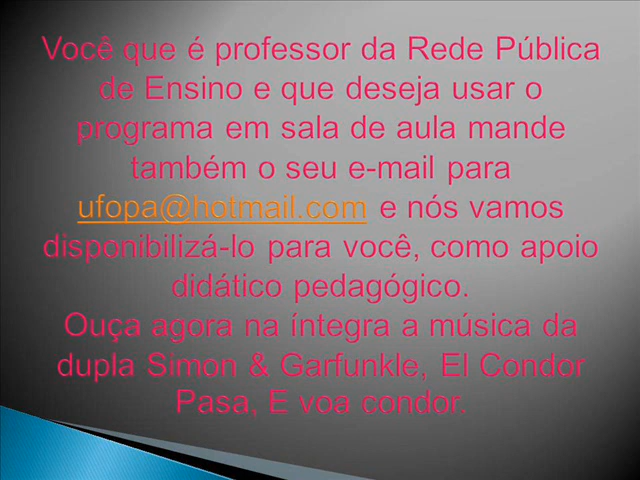 Você que é professor da Rede Pública
de Ensino e que deseja usar o
programa em sala de aula mande
também o seu e-mail para
ufopa@hotmail.com e nós vamos
disponibilizá-lo para você, como apoio
didático pedagógico.
Ouça agora na íntegra a música da
dupla Simon & Garfunkle, El Condor
Pasa, E voa condor.